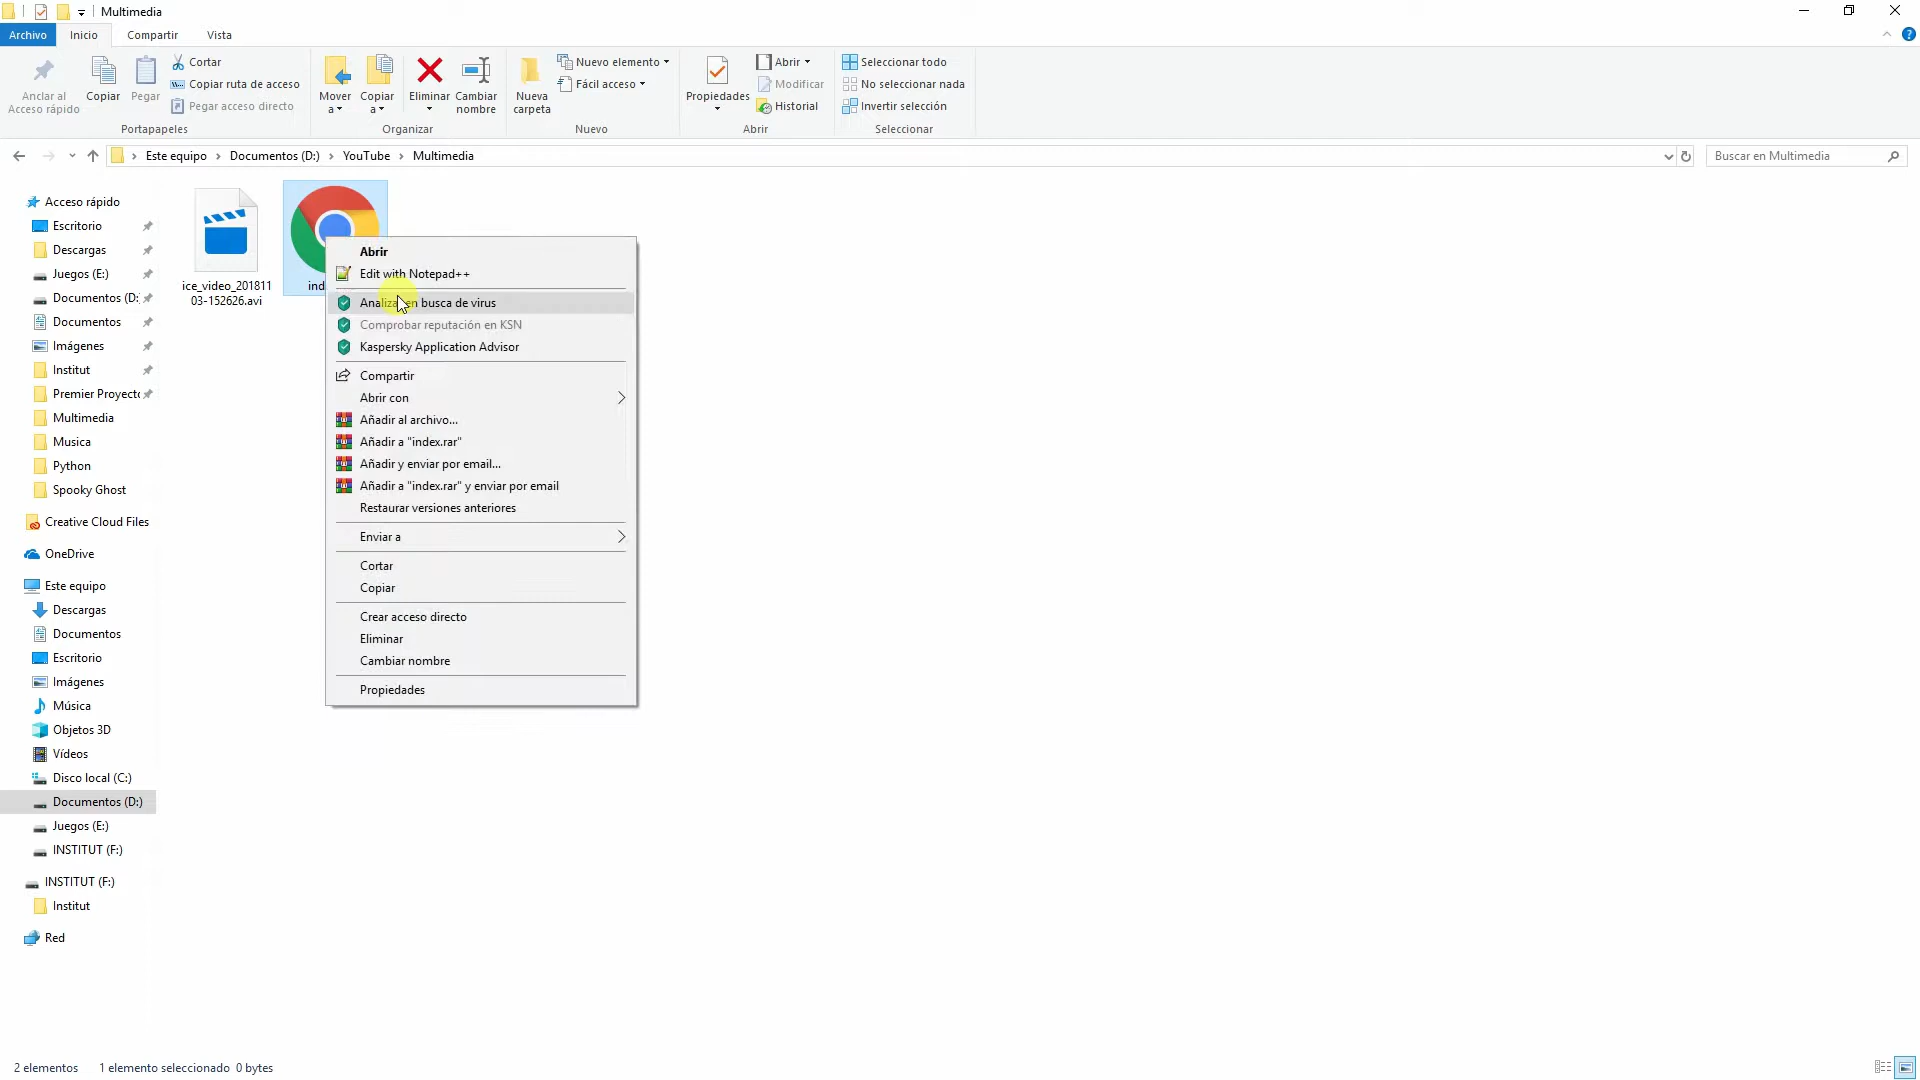 Multimedia
Archivo
Inicio
Compartir
Vista
Anclar al
Acceso rápido
Copiar
Pegar
Cortar
Copiar ruta de acceso
Pegar acceso directo
Portapapeles
Mover
a
Copiar
a
Eliminar
Cambiar
nombre
Organizar
Nueva
carpeta
Nuevo elemento
Fácil acceso
Nuevo
Propiedades
Abrir
Modificar
Historial
Abrir
Seleccionar todo
No seleccionar nada
Invertir selección
Seleccionar
Este equipo > Documentos (D:) > YouTube > Multimedia
Buscar en Multimedia
Acceso rápido
Escritorio
Descargas
Juegos (E:)
Documentos (D:
Documentos
Imágenes
Institut
Premier Proyect
Multimedia
Musica
Python
Spooky Ghost
Creative Cloud Files
OneDrive
Este equipo
Descargas
Documentos
Escritorio
Imágenes
Música
Objetos 3D
Vídeos
Disco local (C:)
Documentos (D:)
Juegos (E:)
INSTITUT (F:)
INSTITUT (F:)
Institut
Red
ice_video_201811
03-152626.avi
Abrir
Edit with Notepad++
Analizar en busca de virus
Comprobar reputación en KSN
Kaspersky Application Advisor
Compartir
Abrir con
Añadir al archivo...
Añadir a "index.rar"
Añadir y enviar por email...
Añadir a "index.rar" y enviar por email
Restaurar versiones anteriores
Enviar a
Cortar
Copiar
Crear acceso directo
Eliminar
Cambiar nombre
Propiedades
2 elementos
1 elemento seleccionado 0 bytes